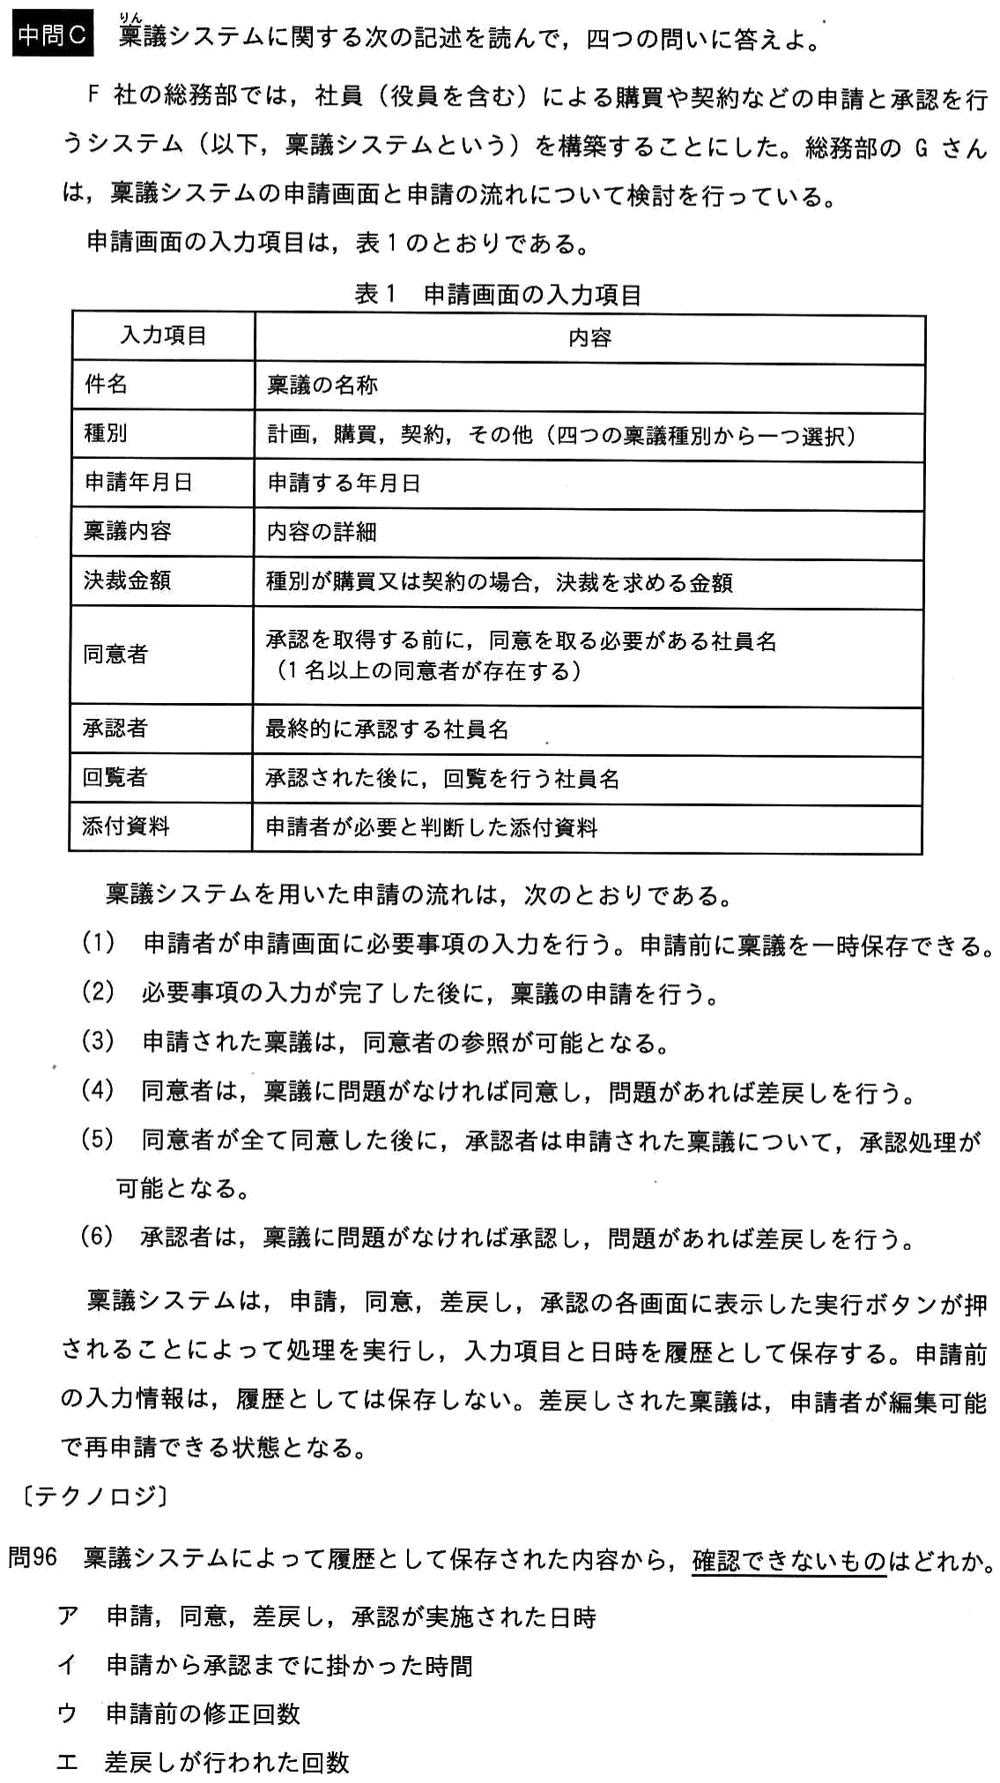 中問C 稟議システムに関する次の記述を読んで，四つの問いに答えよ。
りん
F 社の総務部では，社員（役員を含む）による購買や契約などの申請と承認を行
うシステム（以下，稟議システムという）を構築することにした。総務部の G さん
は，稟議システムの申請画面と申請の流れについて検討を行っている。
申請画面の入力項目は，表1のとおりである。
表1 申請画面の入力項目
入力項目 内容
件名 稟議の名称
種別 計画，購買，契約，その他（四つの稟議種別から一つ選択）
申請年月日 申請する年月日
稟議内容 内容の詳細
決裁金額 種別が購買又は契約の場合，決裁を求める金額
同意者 承認を取得する前に，同意を取る必要がある社員名
（1名以上の同意者が存在する）
承認者 最終的に承認する社員名
回覧者 承認された後に，回覧を行う社員名
添付資料 申請者が必要と判断した添付資料
稟議システムを用いた申請の流れは，次のとおりである。
(1) 申請者が申請画面に必要事項の入力を行う。申請前に稟議を一時保存できる。
(2) 必要事項の入力が完了した後に，稟議の申請を行う。
(3) 申請された稟議は，同意者の参照が可能となる。
(4) 同意者は，稟議に問題がなければ同意し，問題があれば差戻しを行う。
(5) 同意者が全て同意した後に，承認者は申請された稟議について，承認処理が
可能となる。
(6) 承認者は，稟議に問題がなければ承認し，問題があれば差戻しを行う。
稟議システムは，申請，同意，差戻し，承認の各画面に表示した実行ボタンが押
されることによって処理を実行し，入力項目と日時を履歴として保存する。申請前
の入力情報は，履歴としては保存しない。差戻しされた稟議は，申請者が編集可能
で再申請できる状態となる。
〔テクノロジ〕
問96 稟議システムによって履歴として保存された内容から，確認できないものはどれか。
ア 申請，同意，差戻し，承認が実施された日時
イ 申請から承認までに掛かった時間
ウ 申請前の修正回数
エ 差戻しが行われた回数